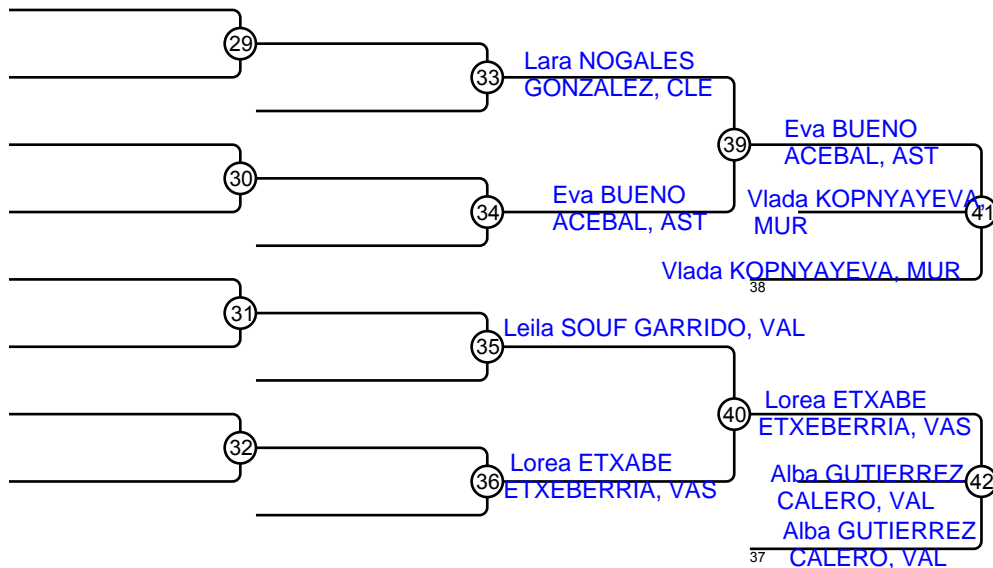 29
33
Lara NOGALES
GONZALEZ, CLE
39
Eva BUENO
ACEBAL, AST
30
34
Eva BUENO
ACEBAL, AST
Vlada KOPNYAYEVA,
MUR
41
Vlada KOPNYAYEVA, MUR
38
31
35
Leila SOUF GARRIDO, VAL
40
Lorea ETXABE
ETXEBERRIA, VAS
32
36
Lorea ETXABE
ETXEBERRIA, VAS
Alba GUTIERREZ
CALERO, VAL
42
Alba GUTIERREZ
CALERO, VAL
37